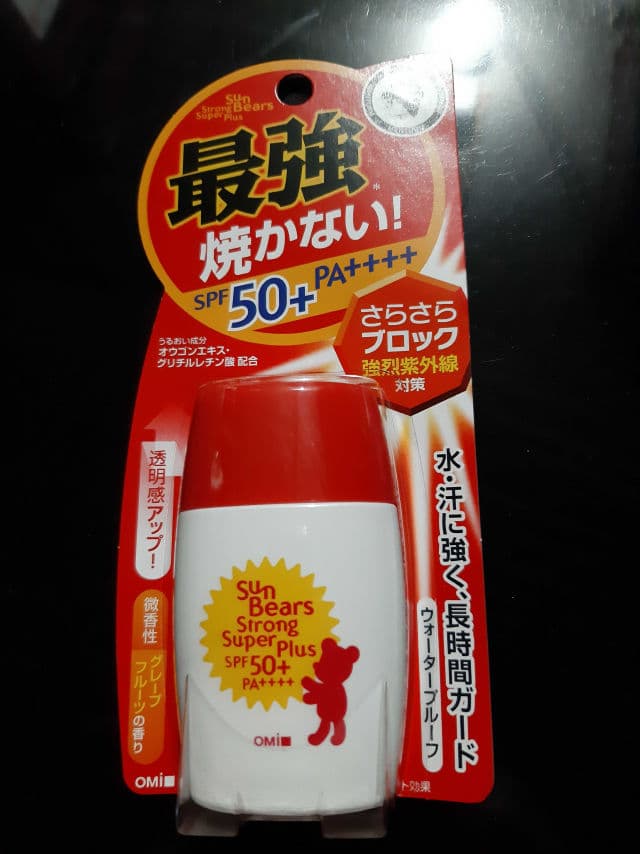 Sun
Strong Bears
Super Plus
最強
焼かない!*
SPF50+ PA++++
うるおい成分
オウゴンエキス・
グリチルレチン酸 配合
さらさら
ブロック
強烈紫外線
対策
透明感アップ!
微香性
グレープ
フルーツの香り
水・汗に強く、長時間ガード
ウォータープルーフ
Sun
Bears
Strong
Super
Plus
SPF50+
PA++++
OMI
OMI
ト効果